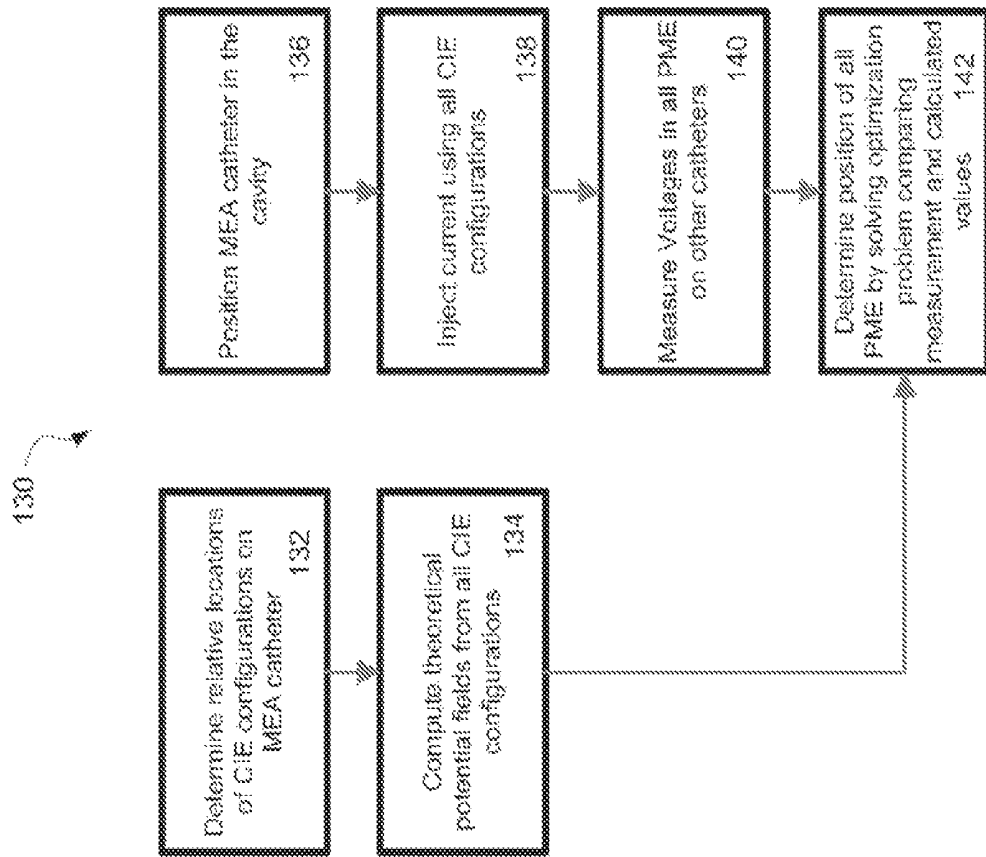 130
Determine relative locations
of CIE configurations on
MEA catheter
132
Compute theoretical
potential fields from all CIE
configurations
134
Position MEA catheter in the
cavity
136
Inject current using all CIE
configurations
138
Measure Voltages in all PME
on other catheters
140
Determine position of all
PME by solving optimization
problem comparing
measurement and calculated
values 142